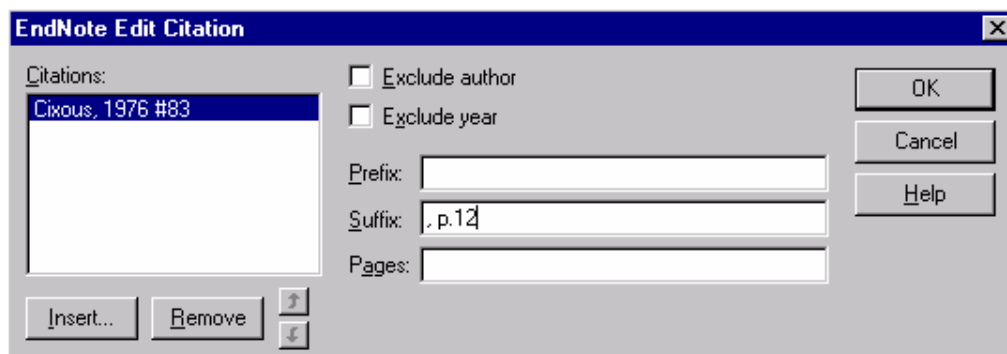 EndNote Edit Citation
Citations:
Cixous, 1976 #83
Exclude author
Exclude year
Prefix:
Suffix: , p.12
Pages:
OK
Cancel
Help
Insert... Remove